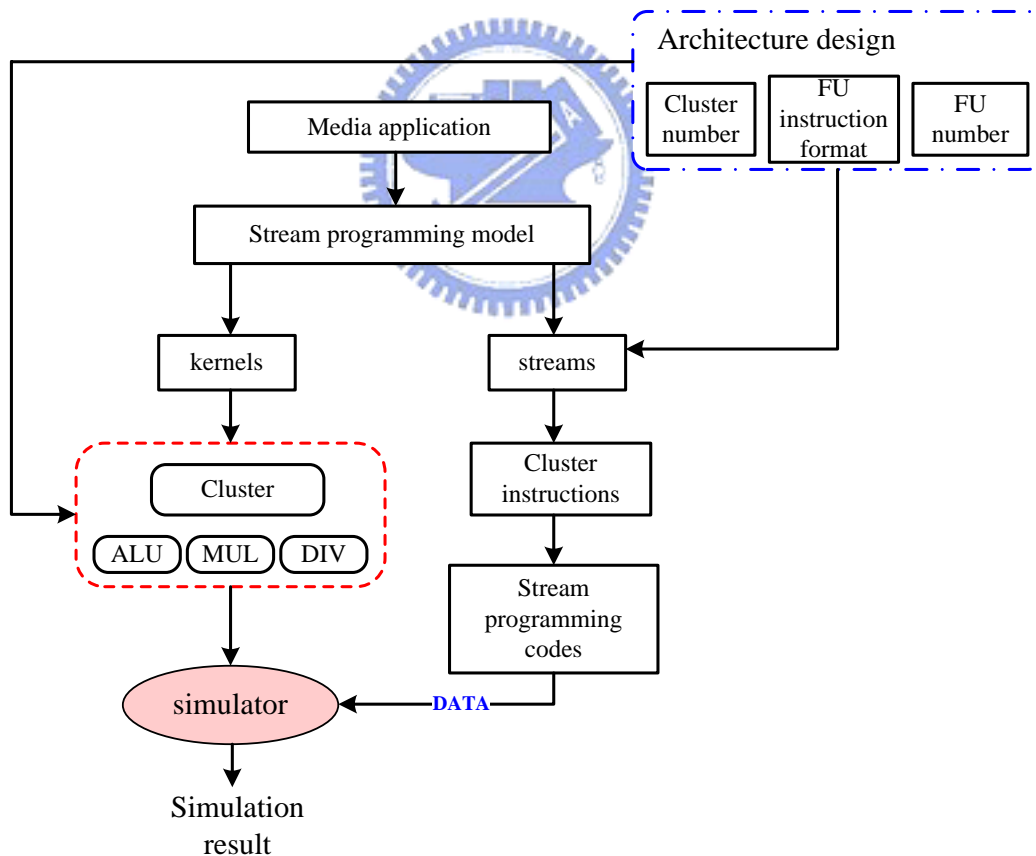 Architecture design
Cluster
number
FU
instruction
format
FU
number
Media application
Stream programming model
kernels
streams
Cluster
ALU
MUL
DIV
Cluster
instructions
Stream
programming
codes
simulator
DATA
Simulation
result